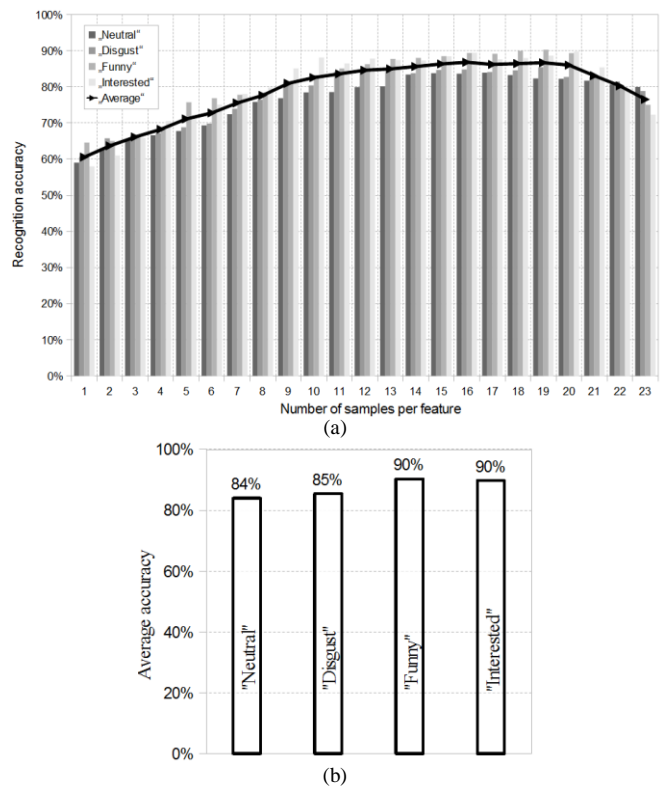 100%
90%
80%
70%
60%
50%
40%
30%
20%
10%
0%
Recognition accuracy
„Neutral“
„Disgust“
„Funny“
„Interested“
„Average“
1 2 3 4 5 6 7 8 9 10 11 12 13 14 15 16 17 18 19 20 21 22 23
Number of samples per feature
(a)
100%
80%
60%
40%
20%
0%
Average accuracy
84% 85% 90% 90%
"Neutral" "Disgust" "Funny" "Interested"
(b)